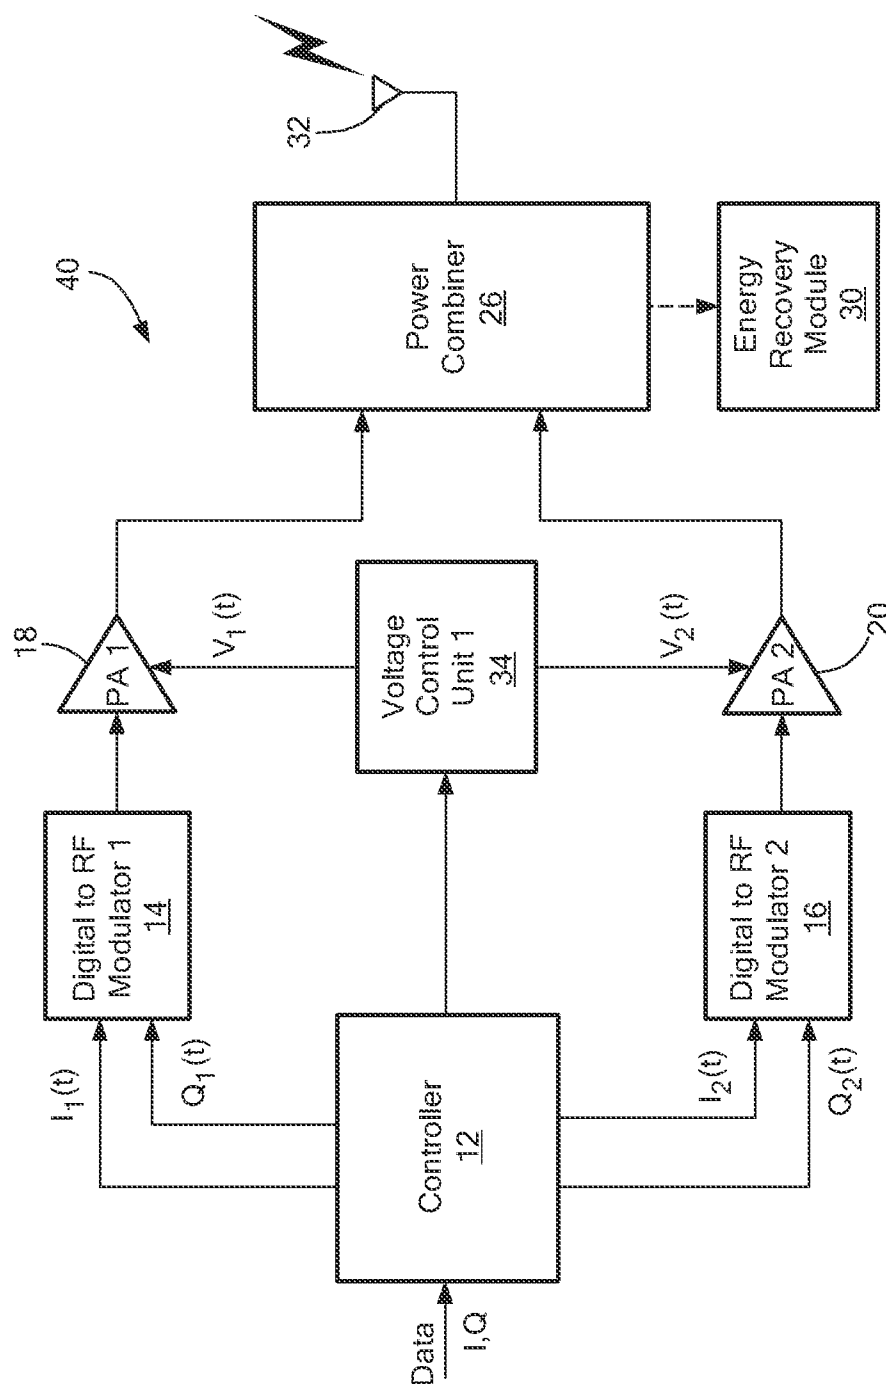 40
Data
I,Q
Controller
12
I1(t)
Q1(t)
I2(t)
Q2(t)
Digital to RF
Modulator 1
14
Digital to RF
Modulator 2
16
18
PA 1
V1(t)
Voltage
Control
Unit 1
34
V2(t)
PA 2
20
Power
Combiner
26
32
Energy
Recovery
Module
30